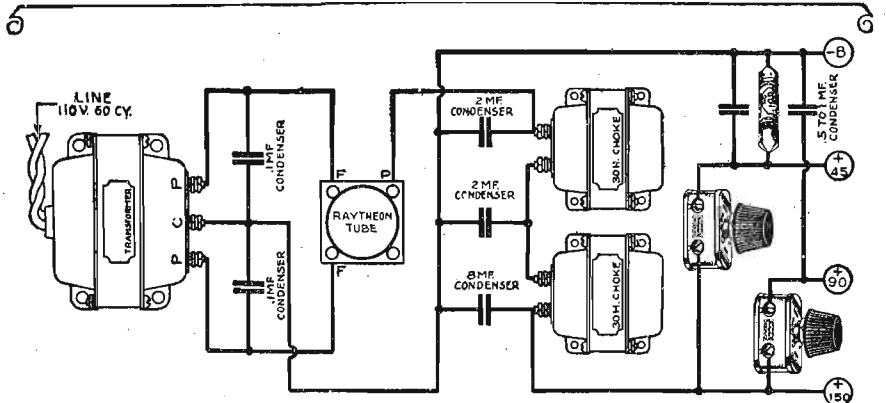 LINE
110V. 60 CY.
TRANSFORMER
P
C
P
.1 MF.
CONDENSER
.1 MF.
CONDENSER
F
P
RAYTHEON
TUBE
F
2 MF.
CONDENSER
2 MF.
CONDENSER
8 MF.
CONDENSER
30 H. CHOKE
30 H. CHOKE
.5 TO 1 MF.
CONDENSER
-B
+
45
+
90
+
150